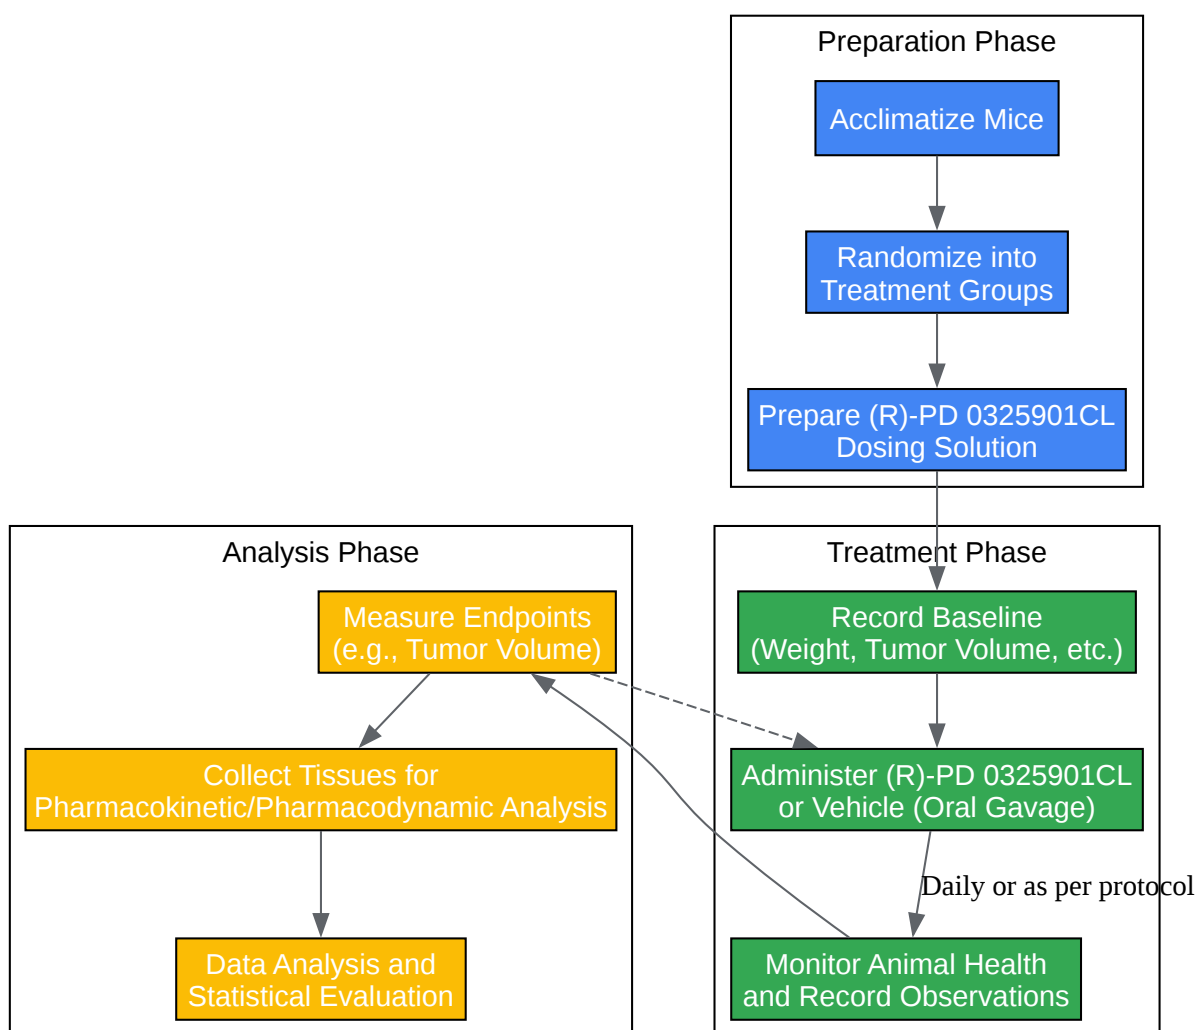 Preparation Phase
Acclimatize Mice
Randomize into
Treatment Groups
Prepare (R)-PD 0325901CL
Dosing Solution
Analysis Phase
Measure Endpoints
(e.g., Tumor Volume)
Collect Tissues for
Pharmacokinetic/Pharmacodynamic Analysis
Data Analysis and
Statistical Evaluation
Treatment Phase
Record Baseline
(Weight, Tumor Volume, etc.)
Administer (R)-PD 0325901CL
or Vehicle (Oral Gavage)
Daily or as per protocol
Monitor Animal Health
and Record Observations